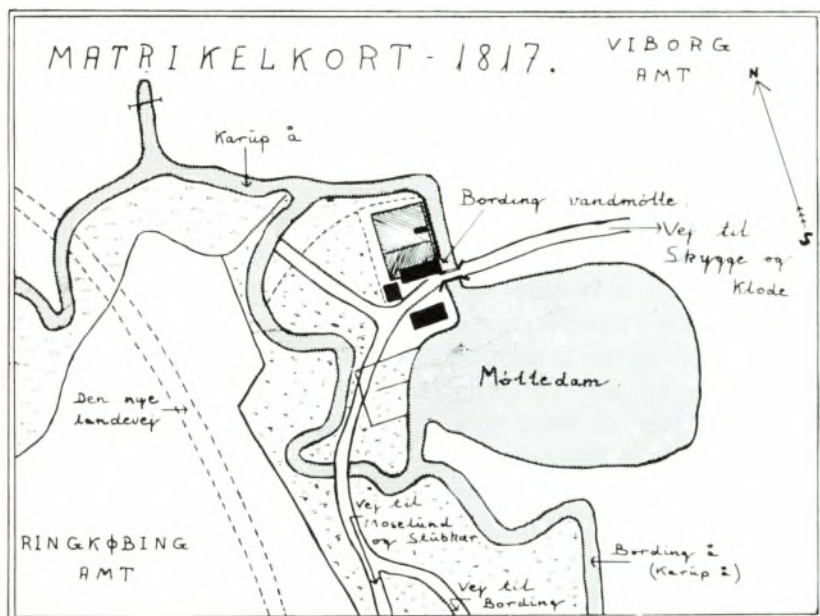 MATRIKELKORT - 1817.
VIBORG
AMT
N
S
Karup å
Bording vandmølle
Vej til
Skygge og
Klode
Mølledam
Den nye
landevej
RINGKØBING
AMT
Vej til
Moselund
og Stubkær
Vej til
Bording
Bording å
(Karup å)